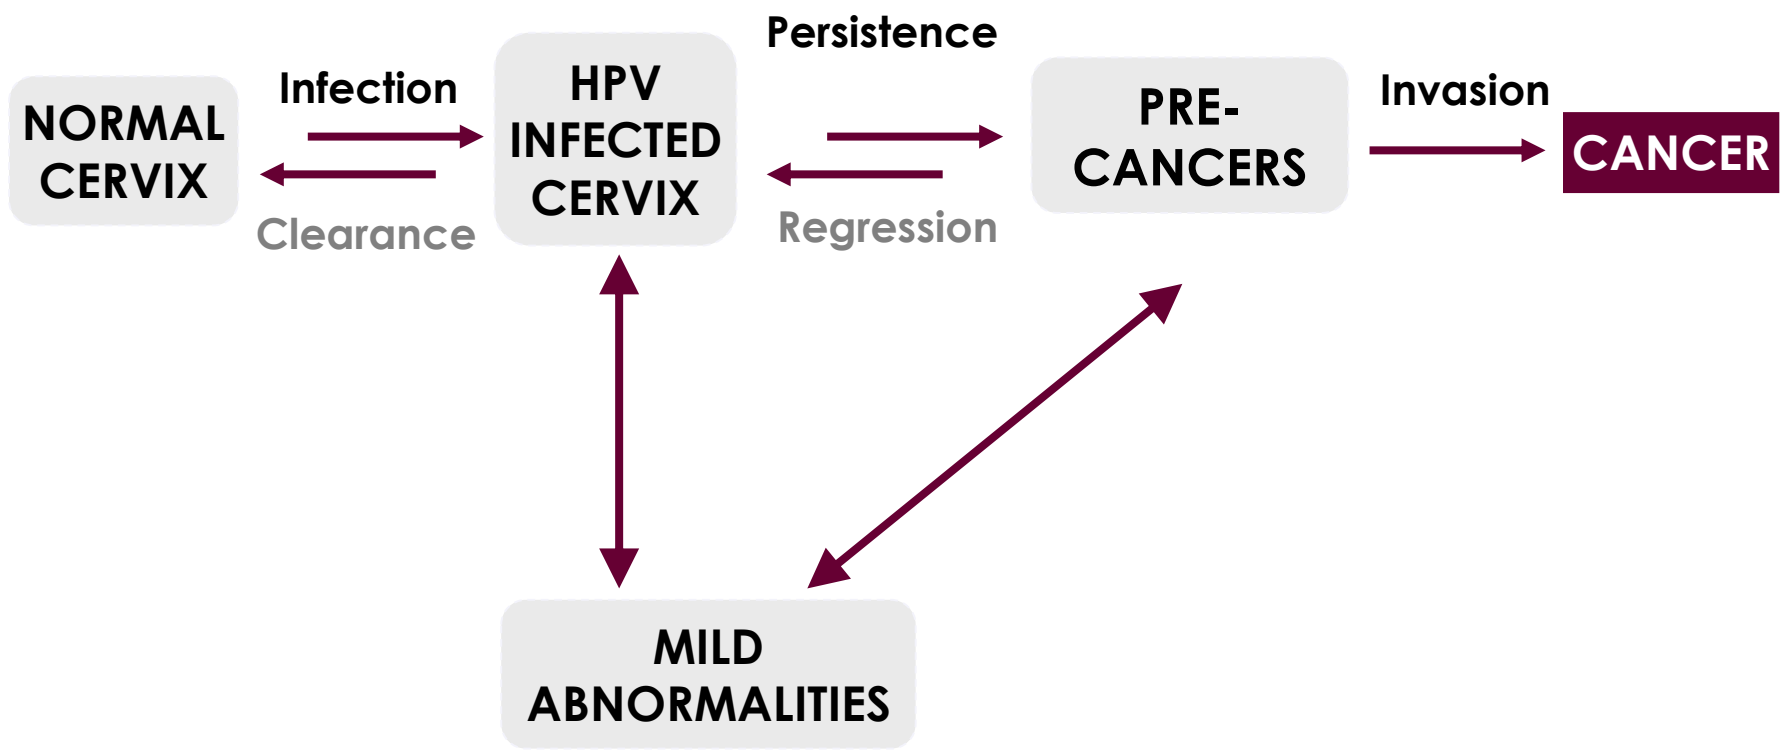 NORMAL
CERVIX
Infection
Clearance
HPV
INFECTED
CERVIX
Persistence
Regression
PRE-
CANCERS
Invasion
CANCER
MILD
ABNORMALITIES